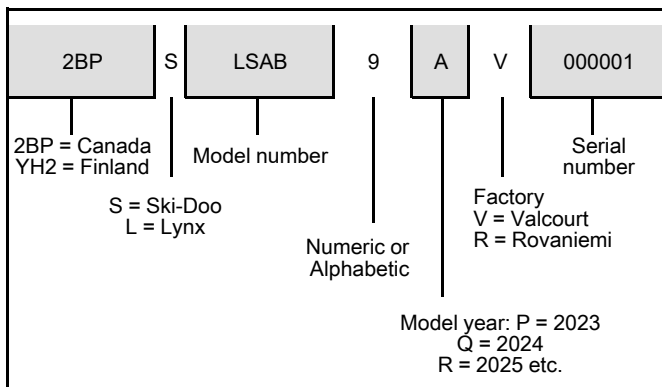 2BP S LSAB 9 A V 000001
2BP = Canada
YH2 = Finland
Model number
Serial
number
S = Ski-Doo
L = Lynx
Factory
V = Valcourt
R = Rovaniemi
Numeric or
Alphabetic
Model year: P = 2023
Q = 2024
R = 2025 etc.